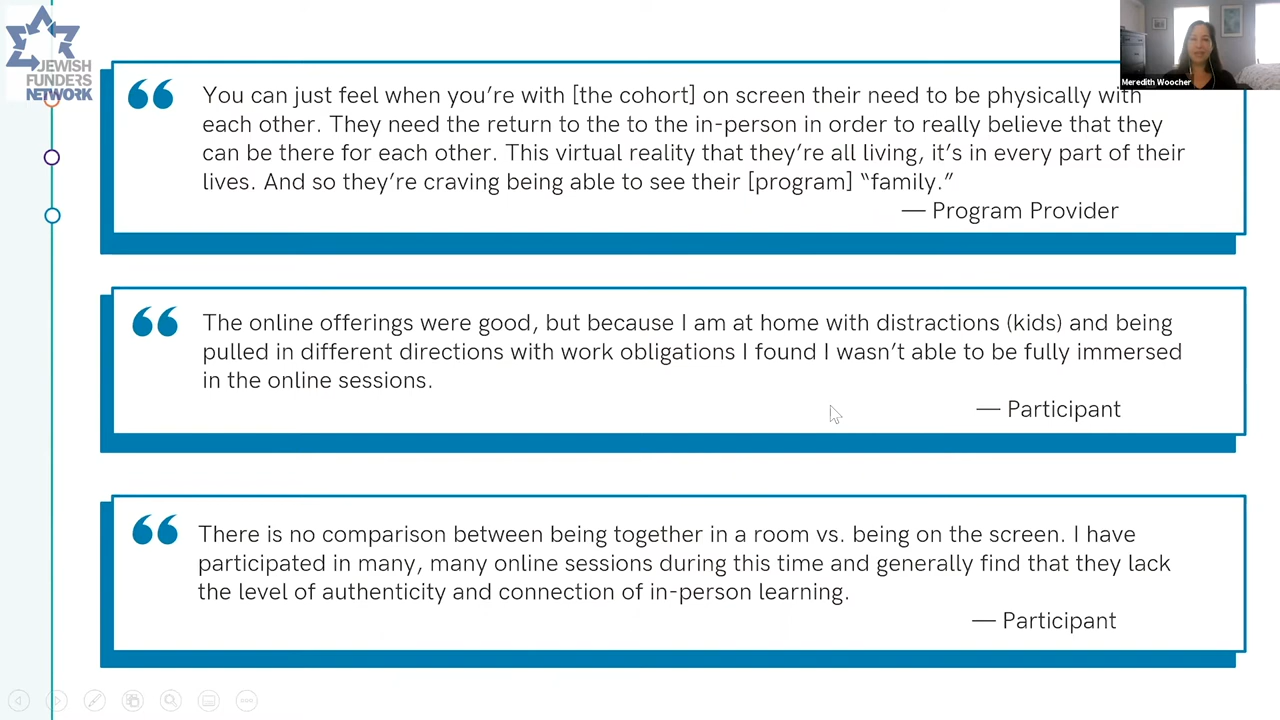 JEWISH
FUNDERS
NETWORK
Meredith Woocher
“
You can just feel when you’re with [the cohort] on screen their need to be physically with
each other. They need the return to the to the in-person in order to really believe that they
can be there for each other. This virtual reality that they’re all living, it’s in every part of their
lives. And so they’re craving being able to see their [program] “family.”
— Program Provider
“
The online offerings were good, but because I am at home with distractions (kids) and being
pulled in different directions with work obligations I found I wasn’t able to be fully immersed
in the online sessions.
— Participant
“
There is no comparison between being together in a room vs. being on the screen. I have
participated in many, many online sessions during this time and generally find that they lack
the level of authenticity and connection of in-person learning.
— Participant